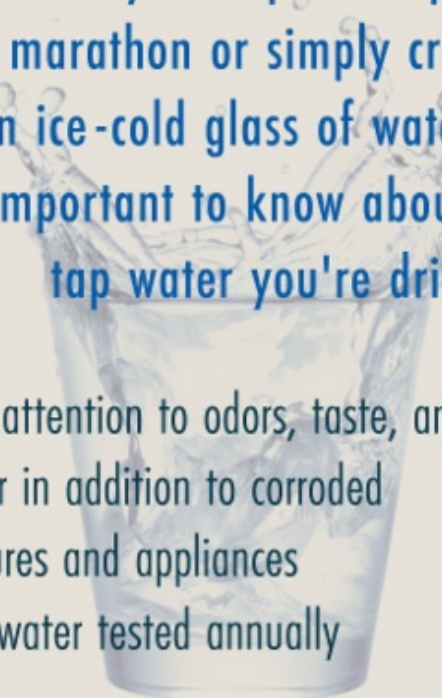 marathon or simply cr
n ice-cold glass of wat
mportant to know abou
tap water you're dri
attention to odors, taste, an
r in addition to corroded
ures and appliances
water tested annually